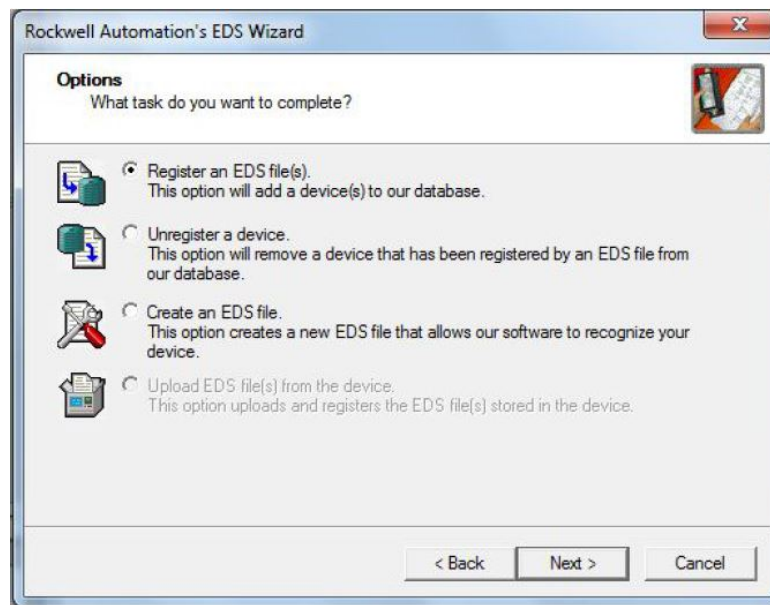 Rockwell Automation's EDS Wizard
Options
What task do you want to complete?
Register an EDS file(s).
This option will add a device(s) to our database.
Unregister a device.
This option will remove a device that has been registered by an EDS file from
our database.
Create an EDS file.
This option creates a new EDS file that allows our software to recognize your
device.
Upload EDS file(s) from the device.
This option uploads and registers the EDS file(s) stored in the device.
< Back
Next >
Cancel